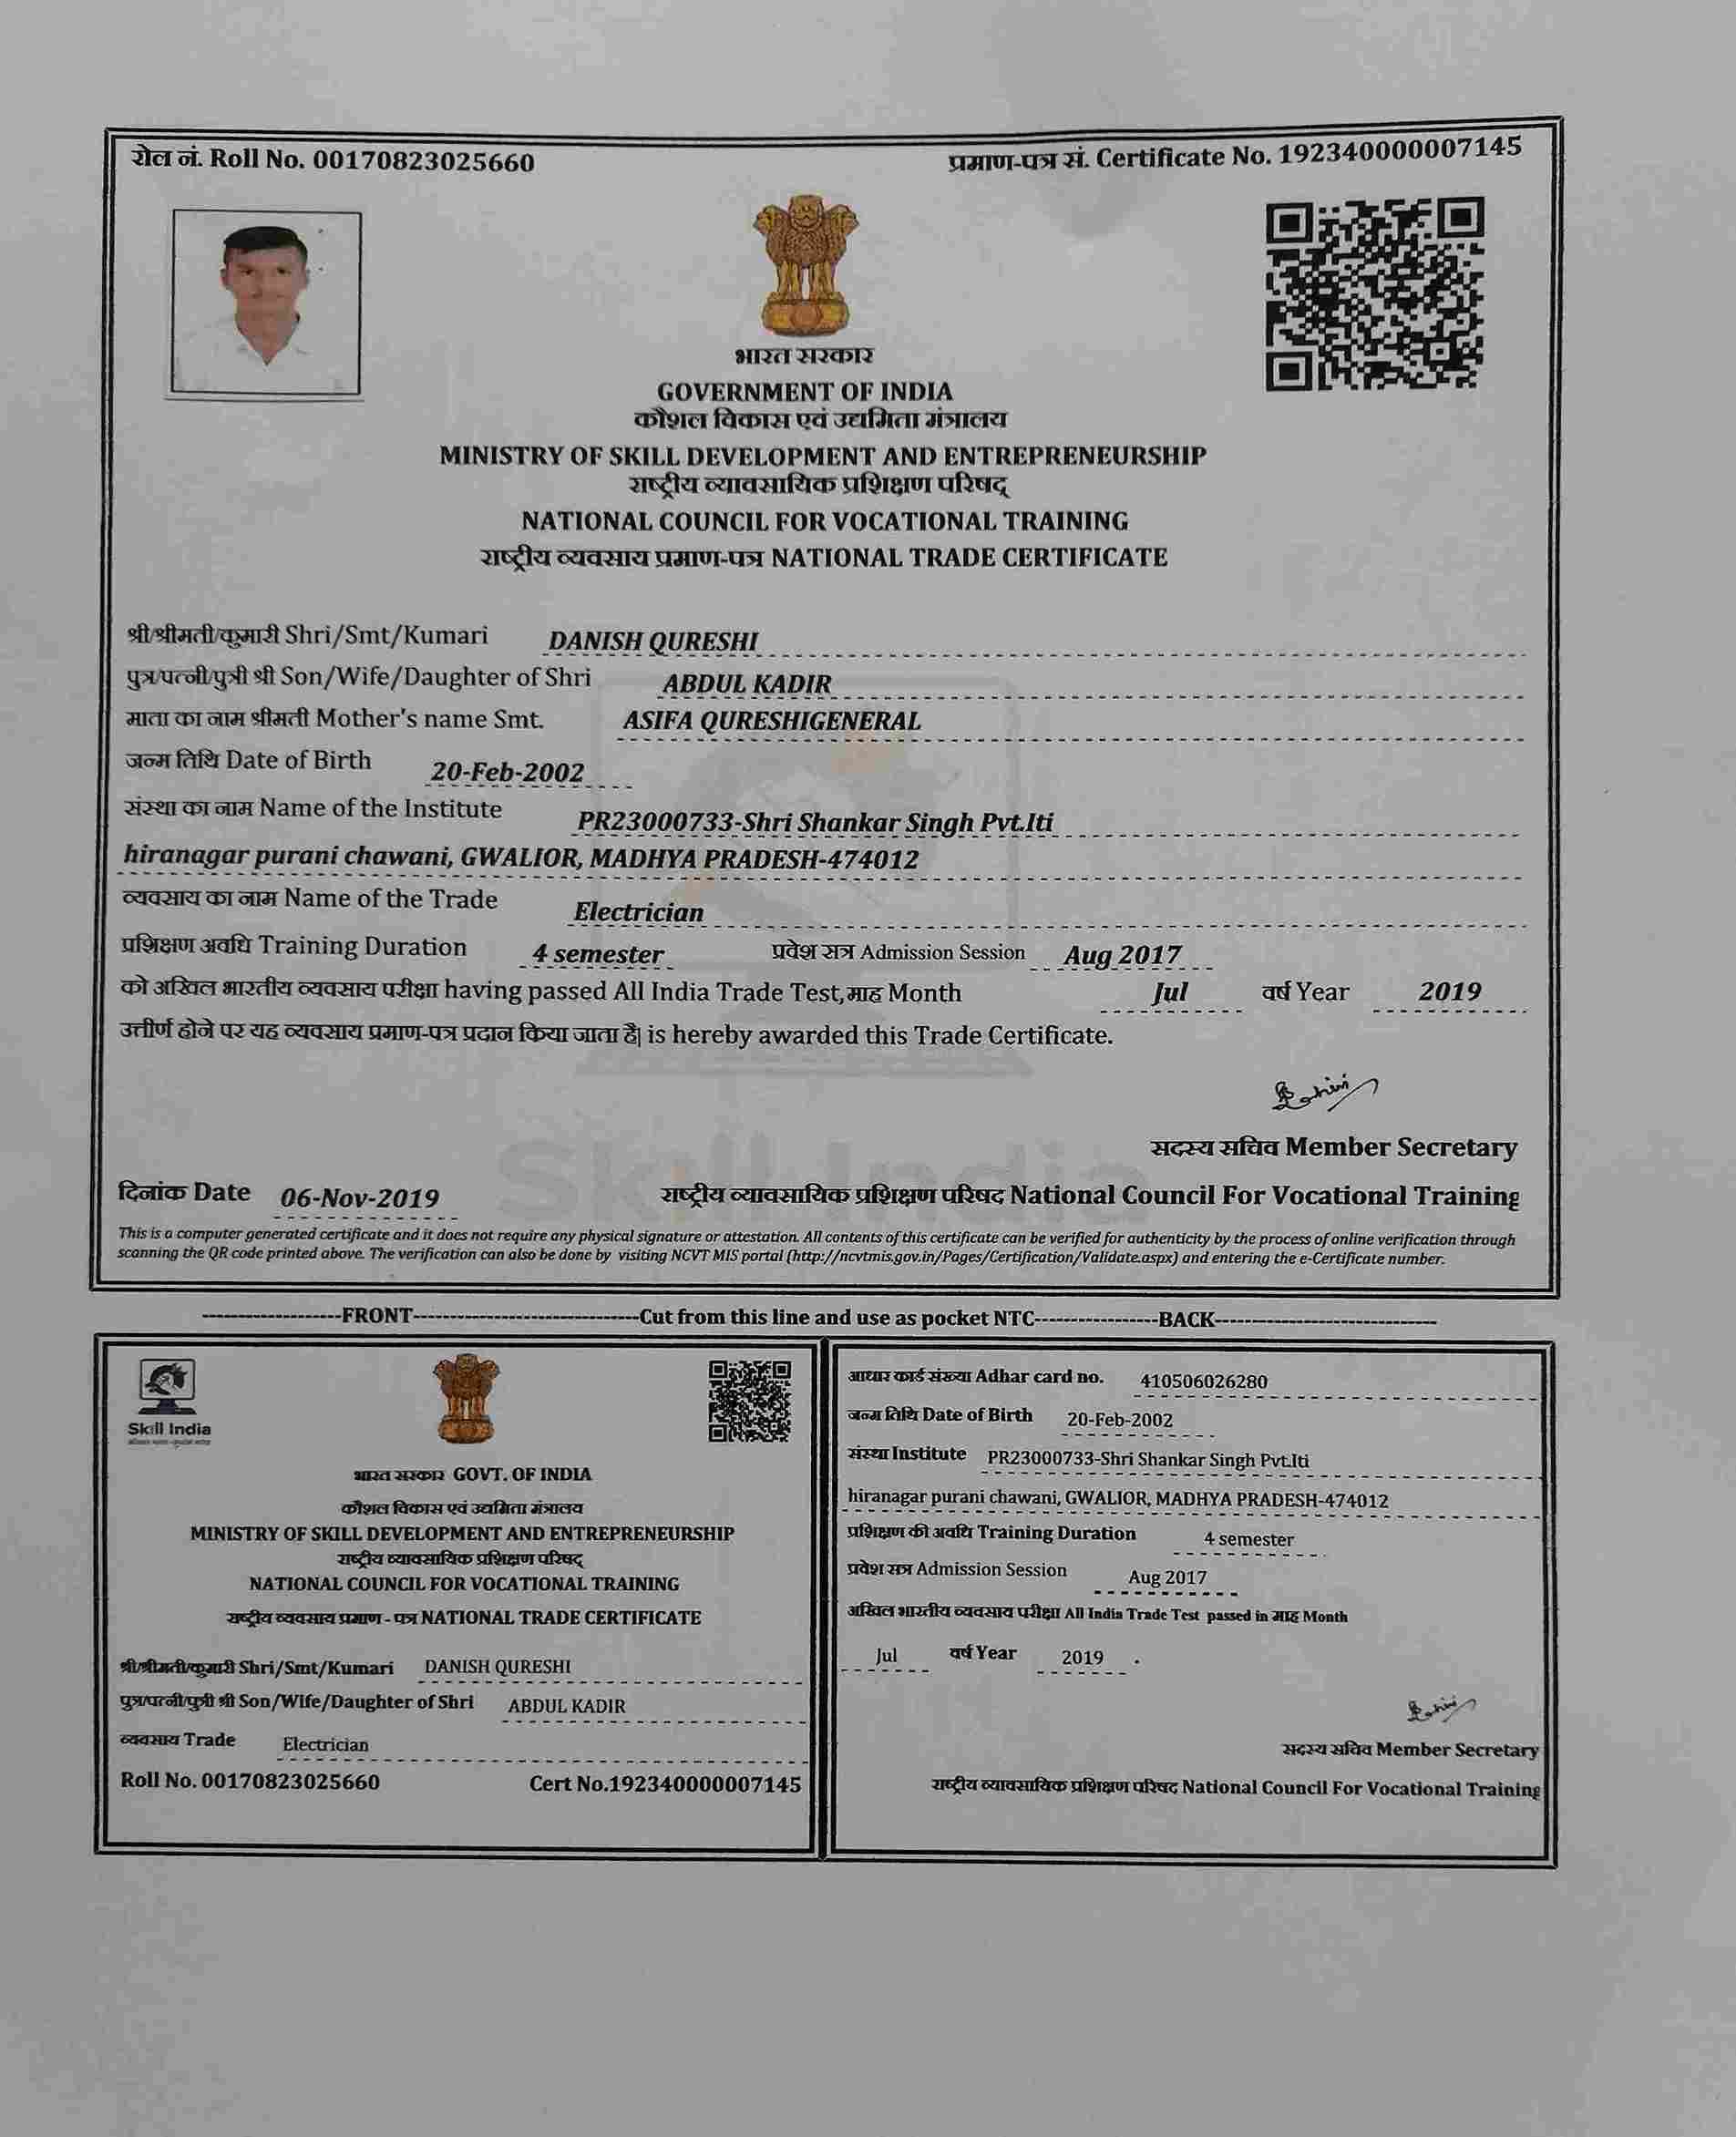 रोल नं. Roll No. 00170823025660
प्रमाण-पत्र सं. Certificate No. 192340000007145
भारत सरकार
GOVERNMENT OF INDIA
कौशल विकास एवं उद्यमिता मंत्रालय
MINISTRY OF SKILL DEVELOPMENT AND ENTREPRENEURSHIP
राष्ट्रीय व्यावसायिक प्रशिक्षण परिषद्
NATIONAL COUNCIL FOR VOCATIONAL TRAINING
राष्ट्रीय व्यवसाय प्रमाण-पत्र NATIONAL TRADE CERTIFICATE
श्री/श्रीमती/कुमारी Shri/Smt/Kumari DANISH QURESHI
पुत्र/पत्नी/पुत्री श्री Son/Wife/Daughter of Shri ABDUL KADIR
माता का नाम श्रीमती Mother's name Smt. ASIFA QURESHIGENERAL
जन्म तिथि Date of Birth 20-Feb-2002
संस्था का नाम Name of the Institute PR23000733-Shri Shankar Singh Pvt.Iti
hiranagar purani chawani, GWALIOR, MADHYA PRADESH-474012
व्यवसाय का नाम Name of the Trade Electrician
प्रशिक्षण अवधि Training Duration 4 semester प्रवेश सत्र Admission Session Aug 2017
को अखिल भारतीय व्यवसाय परीक्षा having passed All India Trade Test, माह Month Jul वर्ष Year 2019
उत्तीर्ण होने पर यह व्यवसाय प्रमाण-पत्र प्रदान किया जाता है| is hereby awarded this Trade Certificate.
सदस्य सचिव Member Secretary
Skill India
दिनांक Date 06-Nov-2019 राष्ट्रीय व्यावसायिक प्रशिक्षण परिषद National Council For Vocational Training
This is a computer generated certificate and it does not require any physical signature or attestation. All contents of this certificate can be verified for authenticity by the process of online verification through
scanning the QR code printed above. The verification can also be done by visiting NCVT MIS portal (http://ncvtmis.gov.in/Pages/Certification/Validate.aspx) and entering the e-Certificate number.
------------------FRONT-----------------------------Cut from this line and use as pocket NTC----------------BACK----------------------------
Skill India
भारत सरकार GOVT. OF INDIA
कौशल विकास एवं उद्यमिता मंत्रालय
MINISTRY OF SKILL DEVELOPMENT AND ENTREPRENEURSHIP
राष्ट्रीय व्यावसायिक प्रशिक्षण परिषद्
NATIONAL COUNCIL FOR VOCATIONAL TRAINING
राष्ट्रीय व्यवसाय प्रमाण - पत्र NATIONAL TRADE CERTIFICATE
श्री/श्रीमती/कुमारी Shri/Smt/Kumari DANISH QURESHI
पुत्र/पत्नी/पुत्री श्री Son/Wife/Daughter of Shri ABDUL KADIR
व्यवसाय Trade Electrician
Roll No. 00170823025660 Cert No.192340000007145
आधार कार्ड संख्या Adhar card no. 410506026280
जन्म तिथि Date of Birth 20-Feb-2002
संस्था Institute PR23000733-Shri Shankar Singh Pvt.Iti
hiranagar purani chawani, GWALIOR, MADHYA PRADESH-474012
प्रशिक्षण की अवधि Training Duration 4 semester
प्रवेश सत्र Admission Session Aug 2017
अखिल भारतीय व्यवसाय परीक्षा All India Trade Test passed in माह Month
Jul वर्ष Year 2019 .
सदस्य सचिव Member Secretary
राष्ट्रीय व्यावसायिक प्रशिक्षण परिषद National Council For Vocational Training